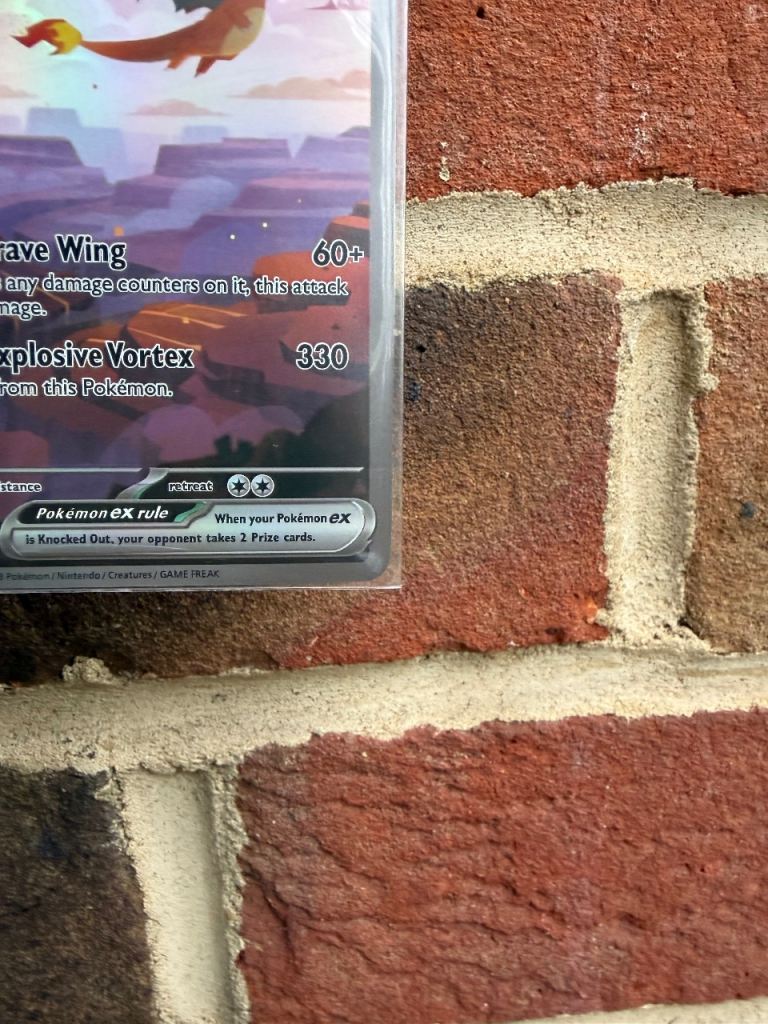 rave Wing 60+
any damage counters on it, this attack
mage.
xplosive Vortex 330
rom this Pokémon.
stance retreat
Pokémon ex rule When your Pokémon ex
is Knocked Out, your opponent takes 2 Prize cards.
3 Pokémon / Nintendo / Creatures / GAME FREAK